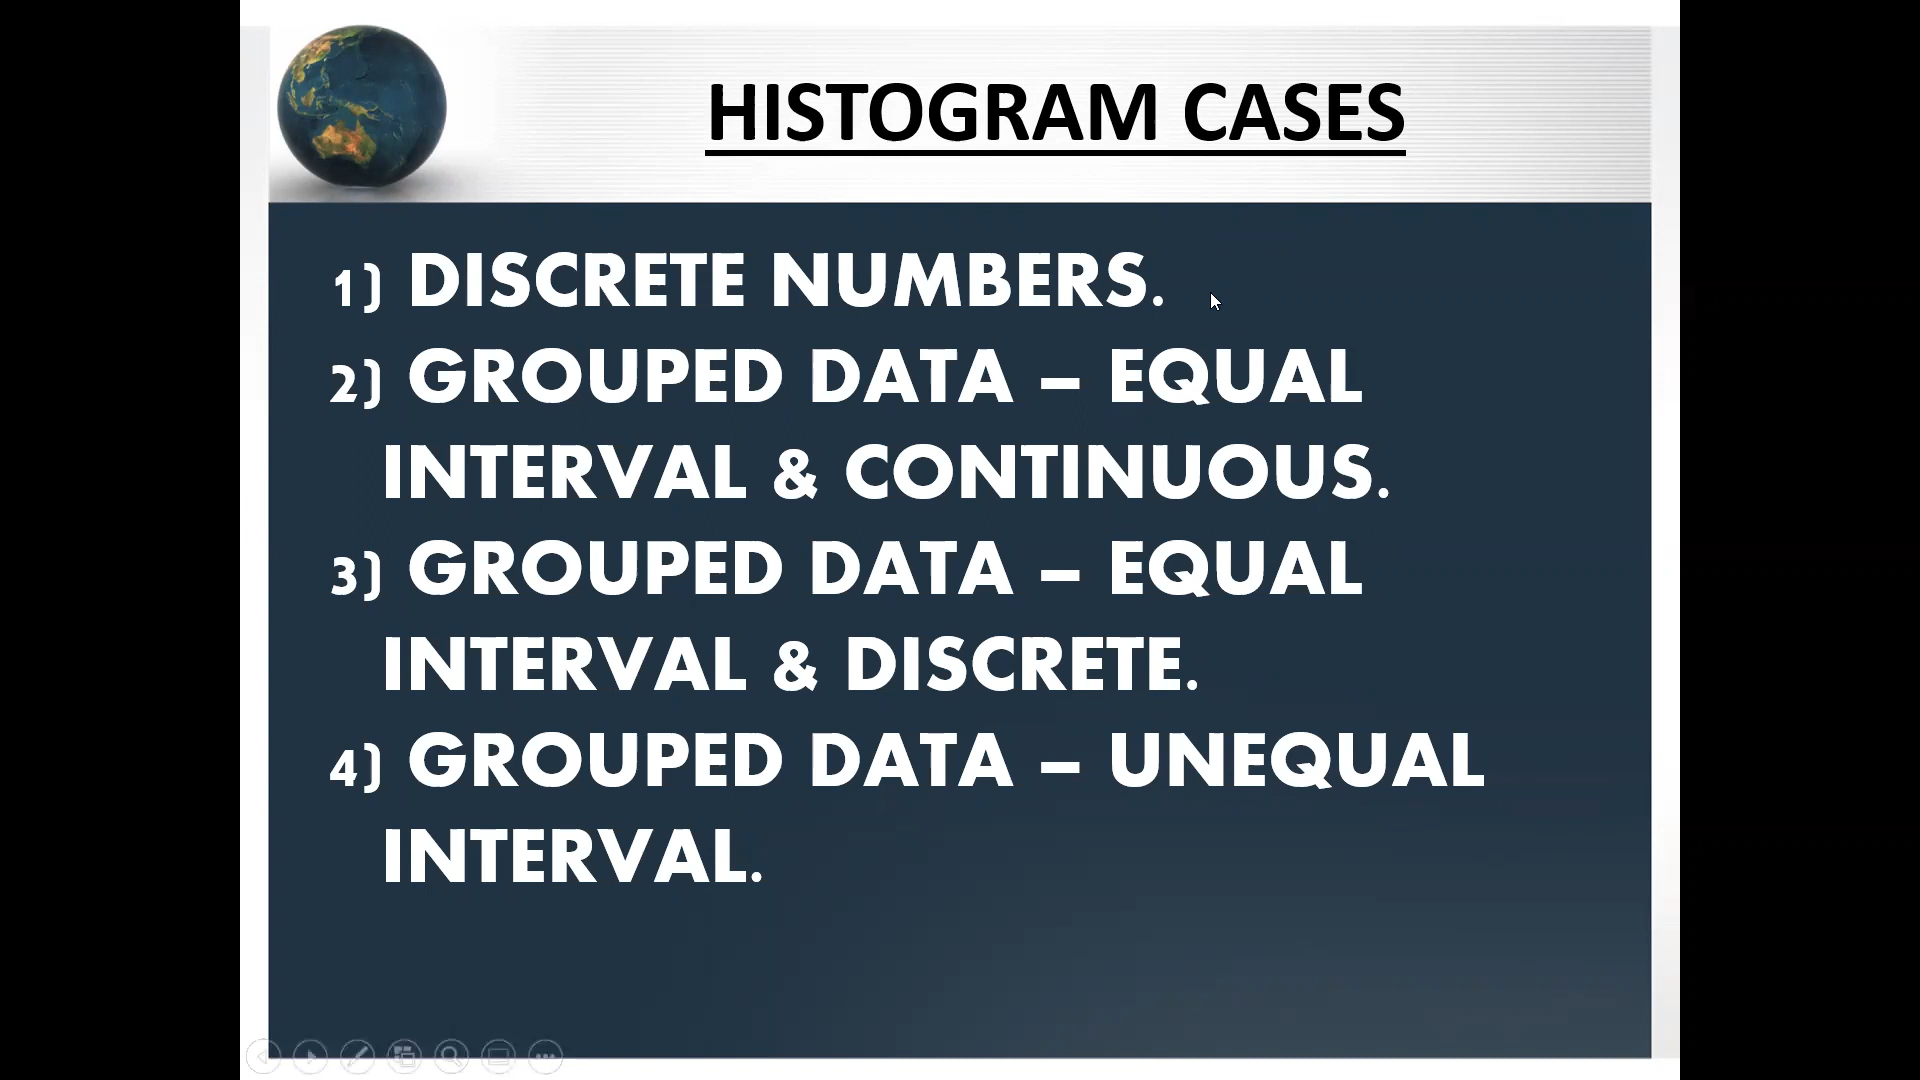 HISTOGRAM CASES
1) DISCRETE NUMBERS.
2) GROUPED DATA – EQUAL
INTERVAL & CONTINUOUS.
3) GROUPED DATA – EQUAL
INTERVAL & DISCRETE.
4) GROUPED DATA – UNEQUAL
INTERVAL.